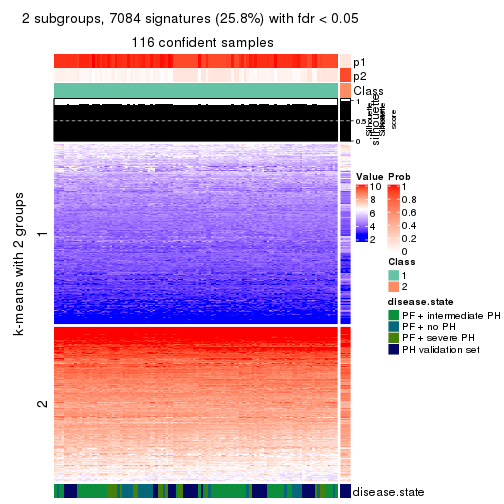 2 subgroups, 7084 signatures (25.8%) with fdr < 0.05
116 confident samples
p1
p2
Class
1
0.5
0
silhouette
Silhouette
score
k-means with 2 groups
1
2
Value
10
8
6
4
2
Prob
1
0.8
0.6
0.4
0.2
0
Class
1
2
disease.state
PF + intermediate PH
PF + no PH
PF + severe PH
PH validation set
disease.state